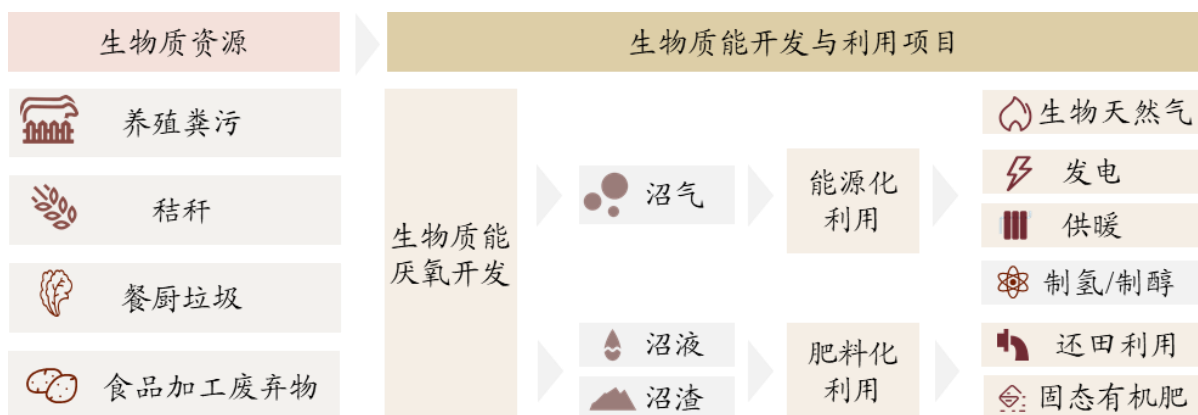 生物质资源
生物质能开发与利用项目
养殖粪污
秸秆
餐厨垃圾
食品加工废弃物
生物质能
厌氧开发
沼气
沼液
沼渣
能源化
利用
肥料化
利用
生物天然气
发电
供暖
制氢/制醇
还田利用
固态有机肥